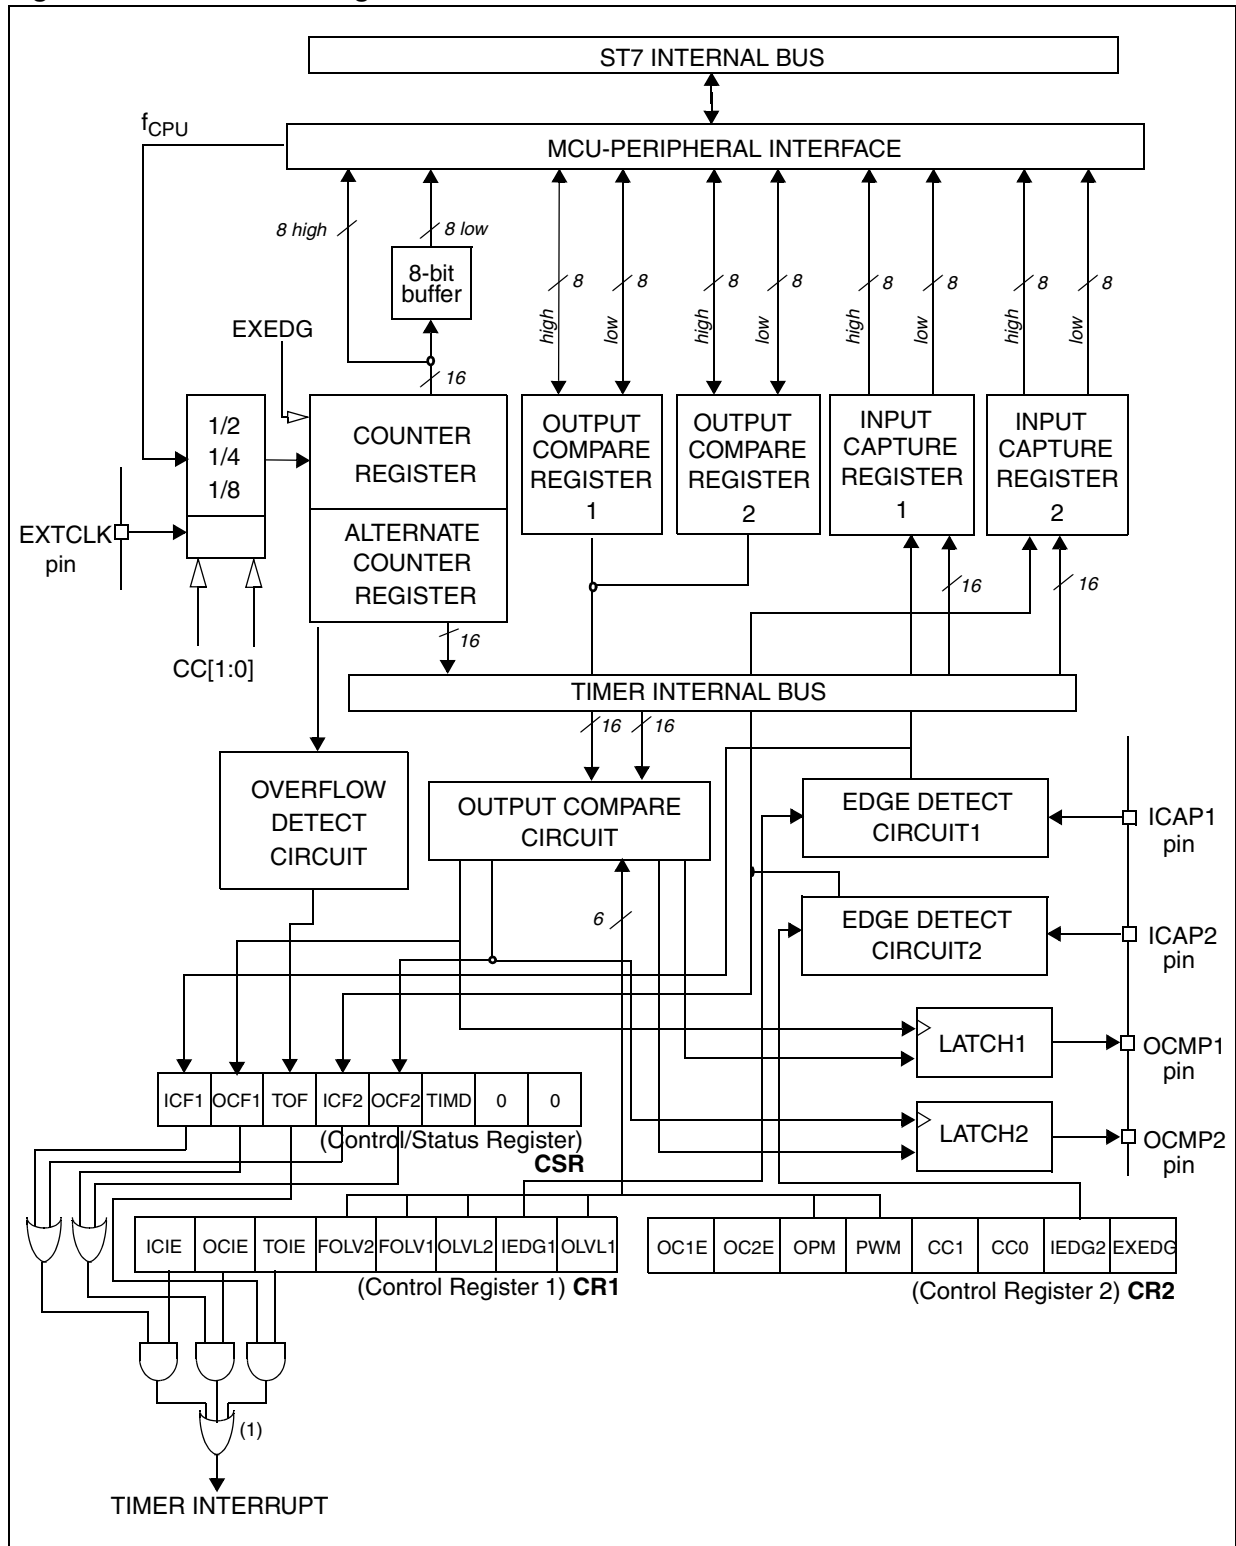 ST7 INTERNAL BUS
fCPU
MCU-PERIPHERAL INTERFACE
8 high
8 low
8-bit
buffer
8
8
8
8
8
8
8
8
high
low
high
low
high
low
high
low
EXEDG
16
1/2
1/4
1/8
COUNTER
REGISTER
ALTERNATE
COUNTER
REGISTER
OUTPUT
COMPARE
REGISTER
1
OUTPUT
COMPARE
REGISTER
2
INPUT
CAPTURE
REGISTER
1
INPUT
CAPTURE
REGISTER
2
EXTCLK
pin
16
16
16
CC[1:0]
TIMER INTERNAL BUS
16
16
OVERFLOW
DETECT
CIRCUIT
OUTPUT COMPARE
CIRCUIT
EDGE DETECT
CIRCUIT1
ICAP1
pin
6
EDGE DETECT
CIRCUIT2
ICAP2
pin
LATCH1
OCMP1
pin
LATCH2
OCMP2
pin
ICF1 OCF1 TOF ICF2 OCF2 TIMD 0 0
(Control/Status Register)
CSR
ICIE OCIE TOIE FOLV2 FOLV1 OLVL2 IEDG1 OLVL1
(Control Register 1) CR1
OC1E OC2E OPM PWM CC1 CC0 IEDG2 EXEDG
(Control Register 2) CR2
(1)
TIMER INTERRUPT